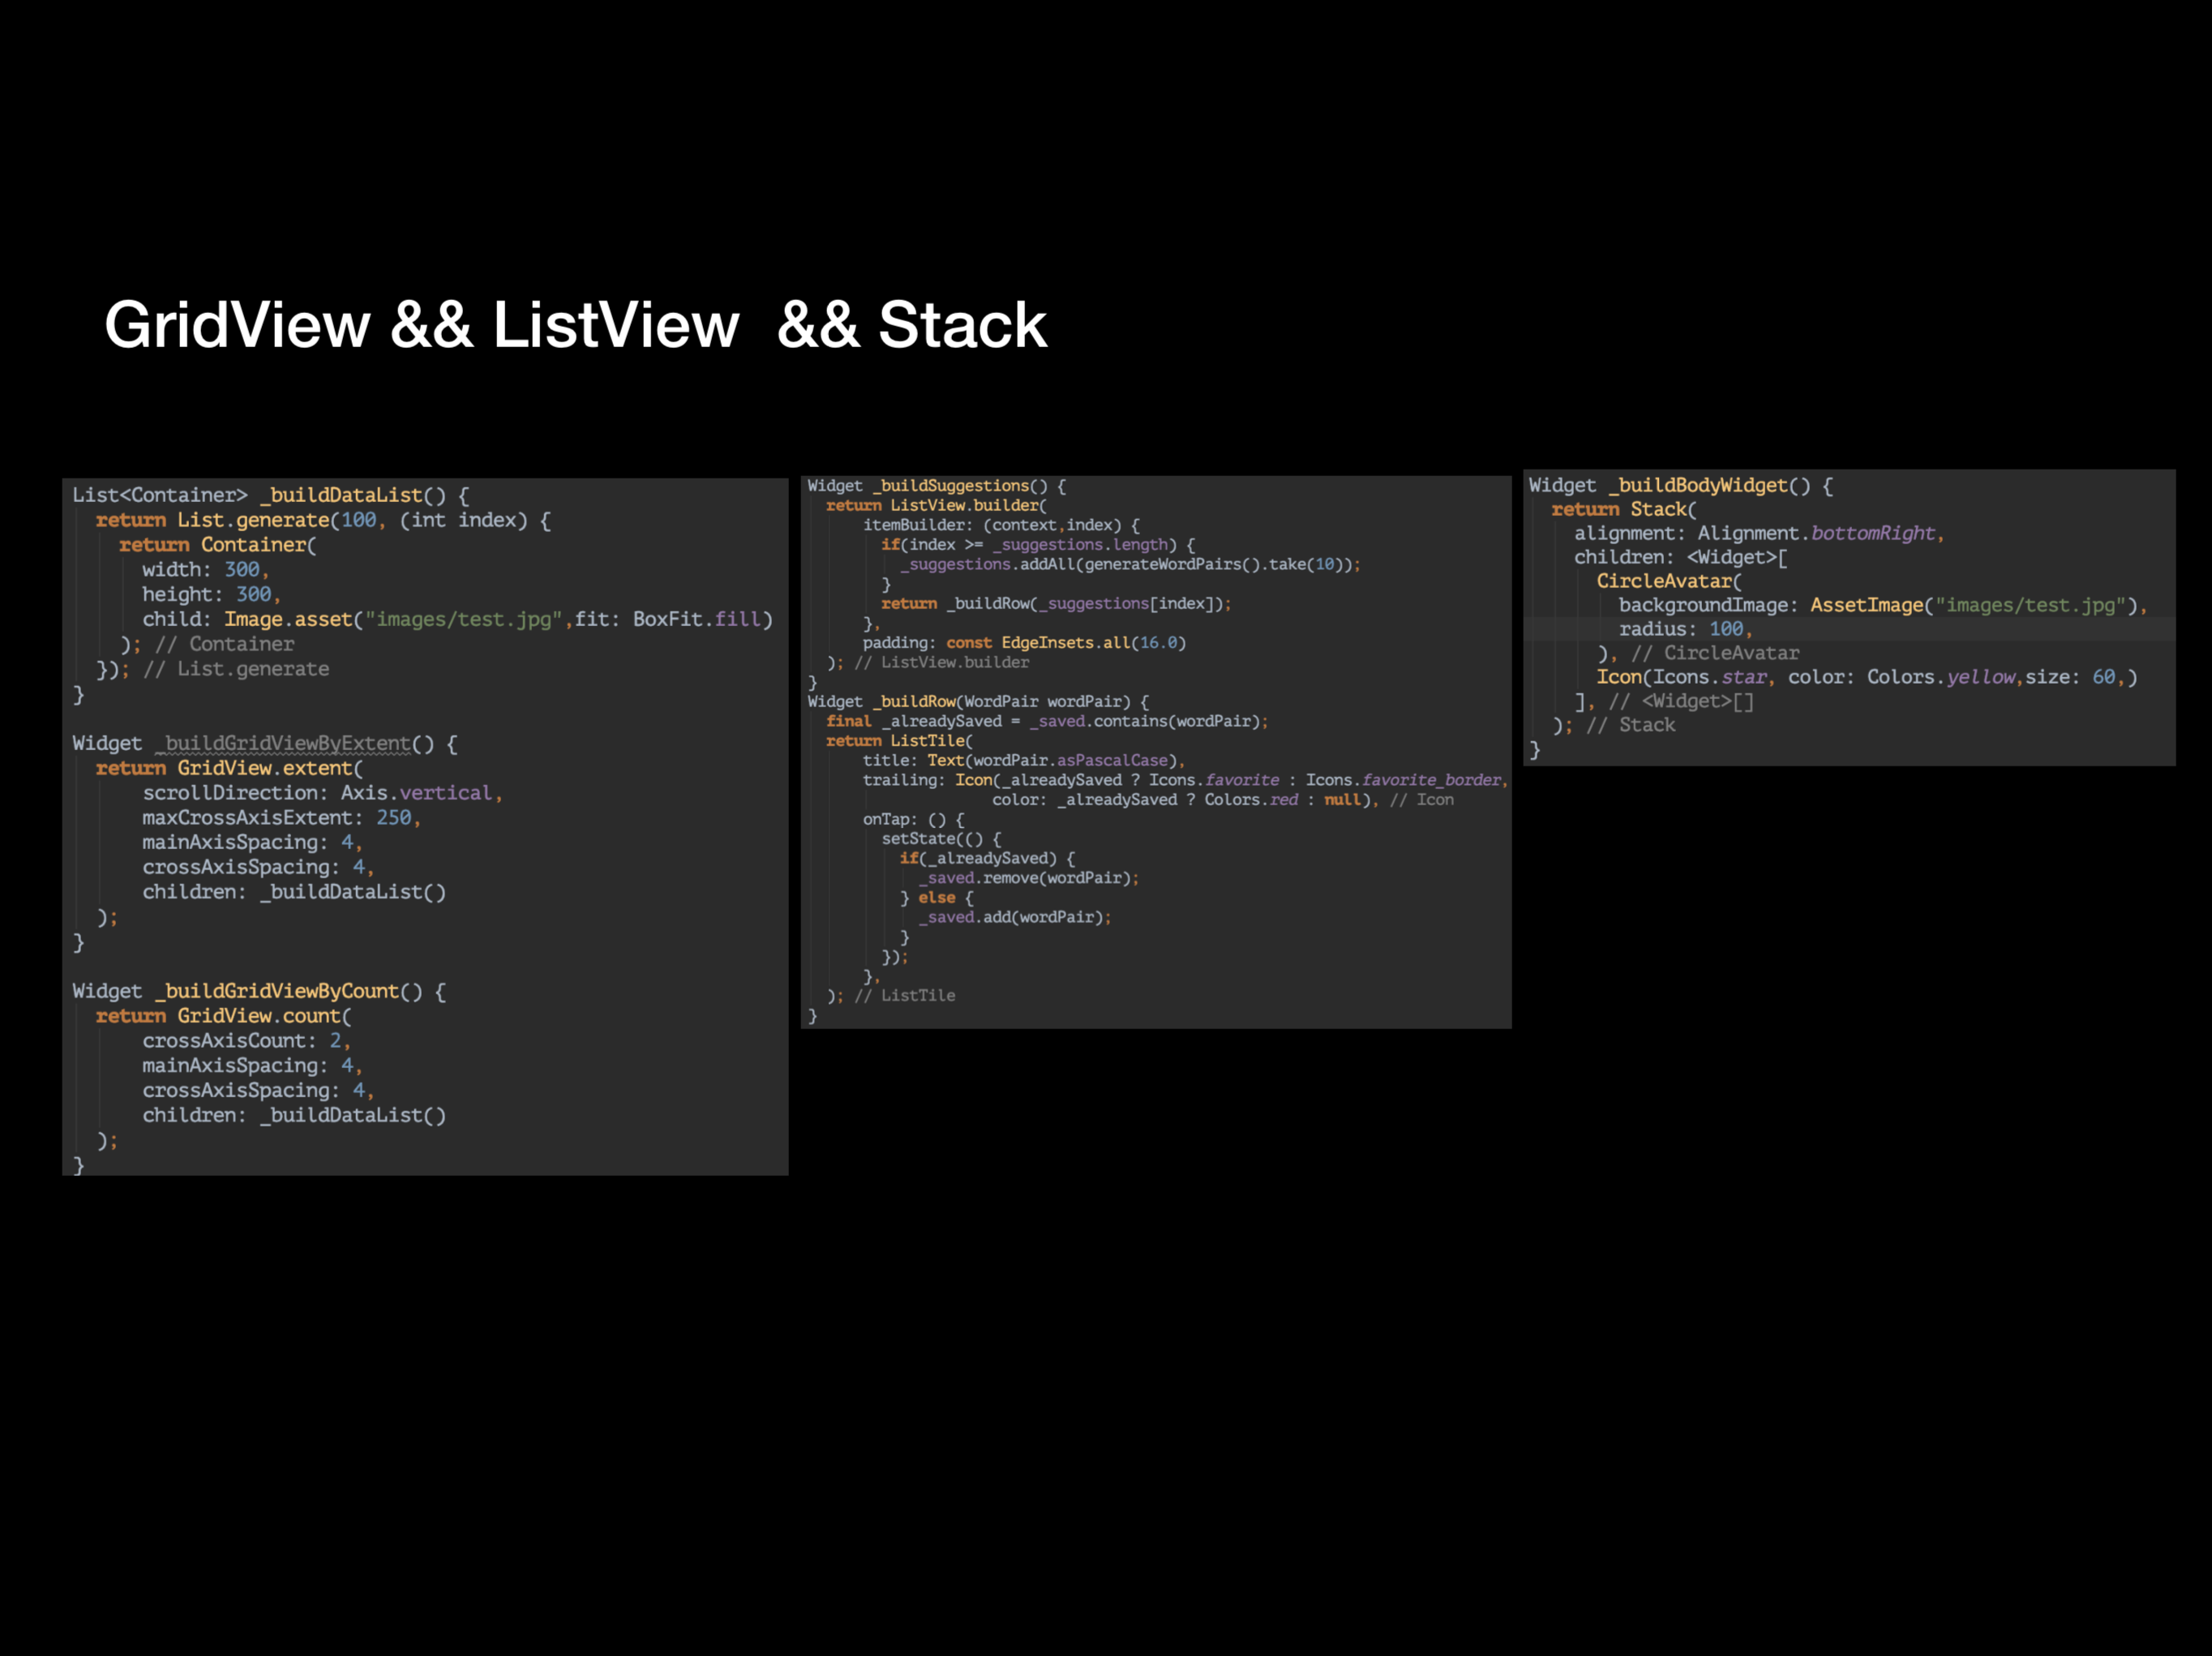 GridView && ListView  && Stack
List<Container> _buildDataList() {
  return List.generate(100, (int index) {
    return Container(
      width: 300,
      height: 300,
      child: Image.asset("images/test.jpg",fit: BoxFit.fill)
    ); // Container
  }); // List.generate
}

Widget _buildGridViewByExtent() {
  return GridView.extent(
      scrollDirection: Axis.vertical,
      maxCrossAxisExtent: 250,
      mainAxisSpacing: 4,
      crossAxisSpacing: 4,
      children: _buildDataList()
  );
}

Widget _buildGridViewByCount() {
  return GridView.count(
      crossAxisCount: 2,
      mainAxisSpacing: 4,
      crossAxisSpacing: 4,
      children: _buildDataList()
  );
}
Widget _buildSuggestions() {
  return ListView.builder(
      itemBuilder: (context,index) {
        if(index >= _suggestions.length) {
          _suggestions.addAll(generateWordPairs().take(10));
        }
        return _buildRow(_suggestions[index]);
      },
      padding: const EdgeInsets.all(16.0)
  ); // ListView.builder
}
Widget _buildRow(WordPair wordPair) {
  final _alreadySaved = _saved.contains(wordPair);
  return ListTile(
      title: Text(wordPair.asPascalCase),
      trailing: Icon(_alreadySaved ? Icons.favorite : Icons.favorite_border,
                    color: _alreadySaved ? Colors.red : null), // Icon
      onTap: () {
        setState(() {
          if(_alreadySaved) {
            _saved.remove(wordPair);
          } else {
            _saved.add(wordPair);
          }
        });
      },
  ); // ListTile
}
Widget _buildBodyWidget() {
  return Stack(
    alignment: Alignment.bottomRight,
    children: <Widget>[
      CircleAvatar(
        backgroundImage: AssetImage("images/test.jpg"),
        radius: 100,
      ), // CircleAvatar
      Icon(Icons.star, color: Colors.yellow,size: 60,)
    ], // <Widget>[]
  ); // Stack
}